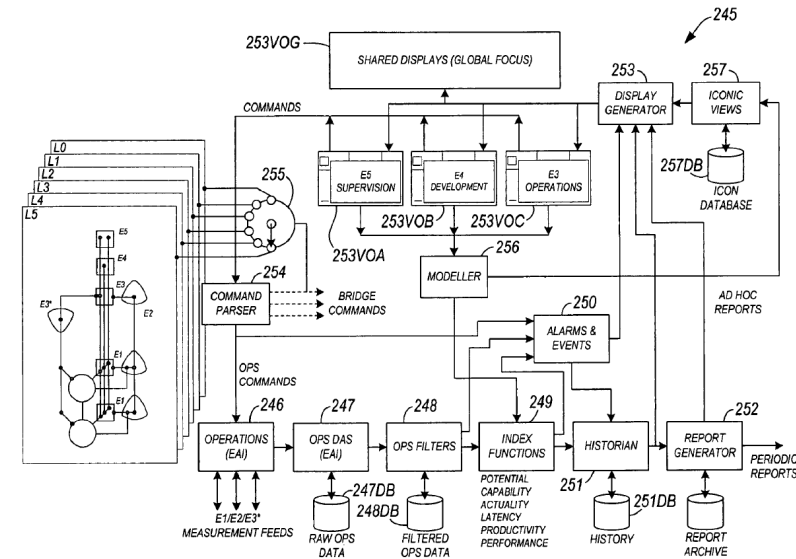 245
253VOG
SHARED DISPLAYS (GLOBAL FOCUS)
253
DISPLAY
GENERATOR
257
ICONIC
VIEWS
COMMANDS
257DB
ICON
DATABASE
L0
L1
L2
L3
L4
L5
255
E5
SUPERVISION
E4
DEVELOPMENT
E3
OPERATIONS
253VOA
253VOB
253VOC
256
MODELLER
E5
E4
E3
E3*
E2
E1
E1
254
COMMAND
PARSER
BRIDGE
COMMANDS
250
ALARMS &
EVENTS
AD HOC
REPORTS
OPS
COMMANDS
246
OPERATIONS
(EAI)
247
OPS DAS
(EAI)
248
OPS FILTERS
249
INDEX
FUNCTIONS
HISTORIAN
251
252
REPORT
GENERATOR
PERIODIC
REPORTS
E1/E2/E3*
MEASUREMENT FEEDS
247DB
RAW OPS
DATA
248DB
FILTERED
OPS DATA
POTENTIAL
CAPABILITY
ACTUALITY
LATENCY
PRODUCTIVITY
PERFORMANCE
251DB
HISTORY
REPORT
ARCHIVE